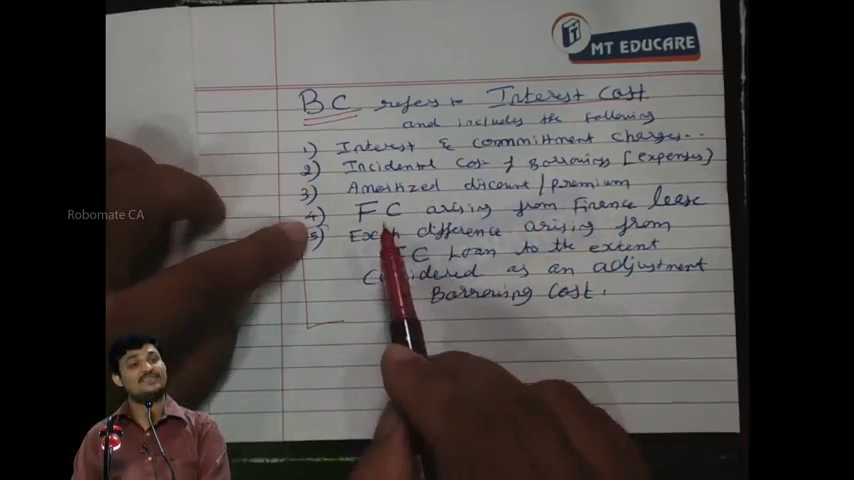 MT EDUCARE
BC refers to Interest Cost
and includes the following
1) Interest & committment charges...
2) Incidental Cost of Borrowing [expenses]
3) Amortized discount/premium
4) FC arising from Finance lease
5) Exch difference arising from
FC Loan to the extent
Considered as an adjustment
Borrowing Cost.
Robomate CA